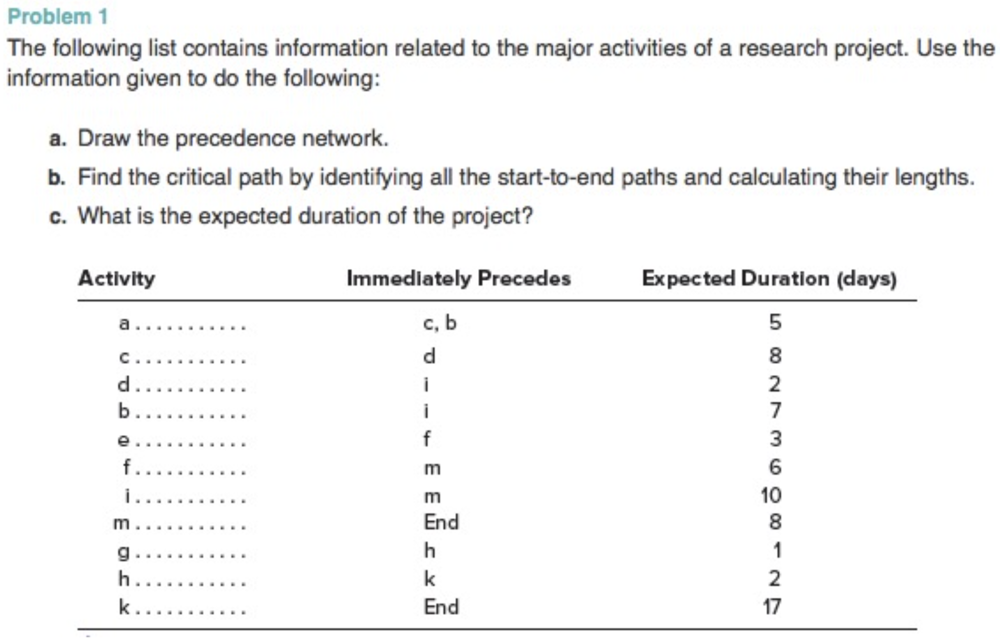 Problem 1
The following list contains information related to the major activities of a research project. Use the
information given to do the following:
a. Draw the precedence network.
b. Find the critical path by identifying all the start-to-end paths and calculating their lengths.
c. What is the expected duration of the project?
Activity Immediately Precedes Expected Duration (days)
a........... c, b 5
c........... d 8
d........... i 2
b........... i 7
e........... f 3
f........... m 6
i........... m 10
m........... End 8
g........... h 1
h........... k 2
k........... End 17